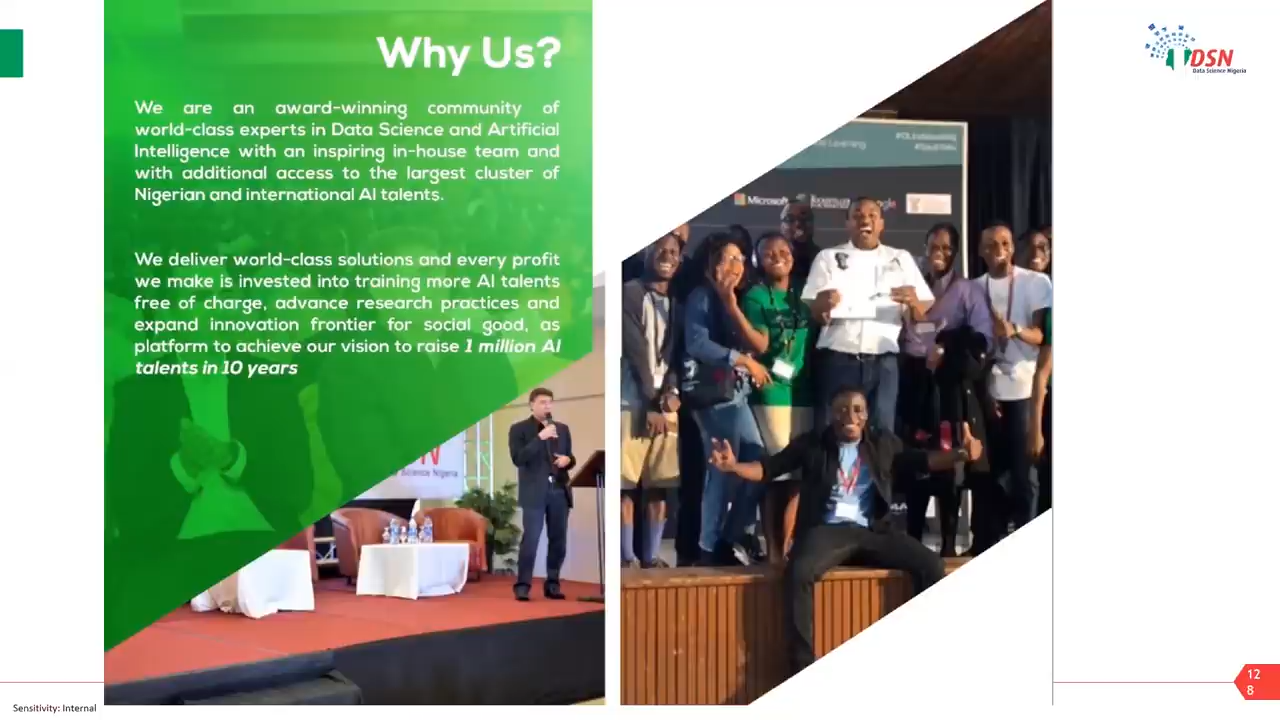 Why Us?
We are an award-winning community of
world-class experts in Data Science and Artificial
Intelligence with an inspiring in-house team and
with additional access to the largest cluster of
Nigerian and international AI talents.
We deliver world-class solutions and every profit
we make is invested into training more AI talents
free of charge, advance research practices and
expand innovation frontier for social good, as
platform to achieve our vision to raise 1 million AI
talents in 10 years
Science Nigeria
Learning
Microsoft
DSN
Data Science Nigeria
12
8
Sensitivity: Internal